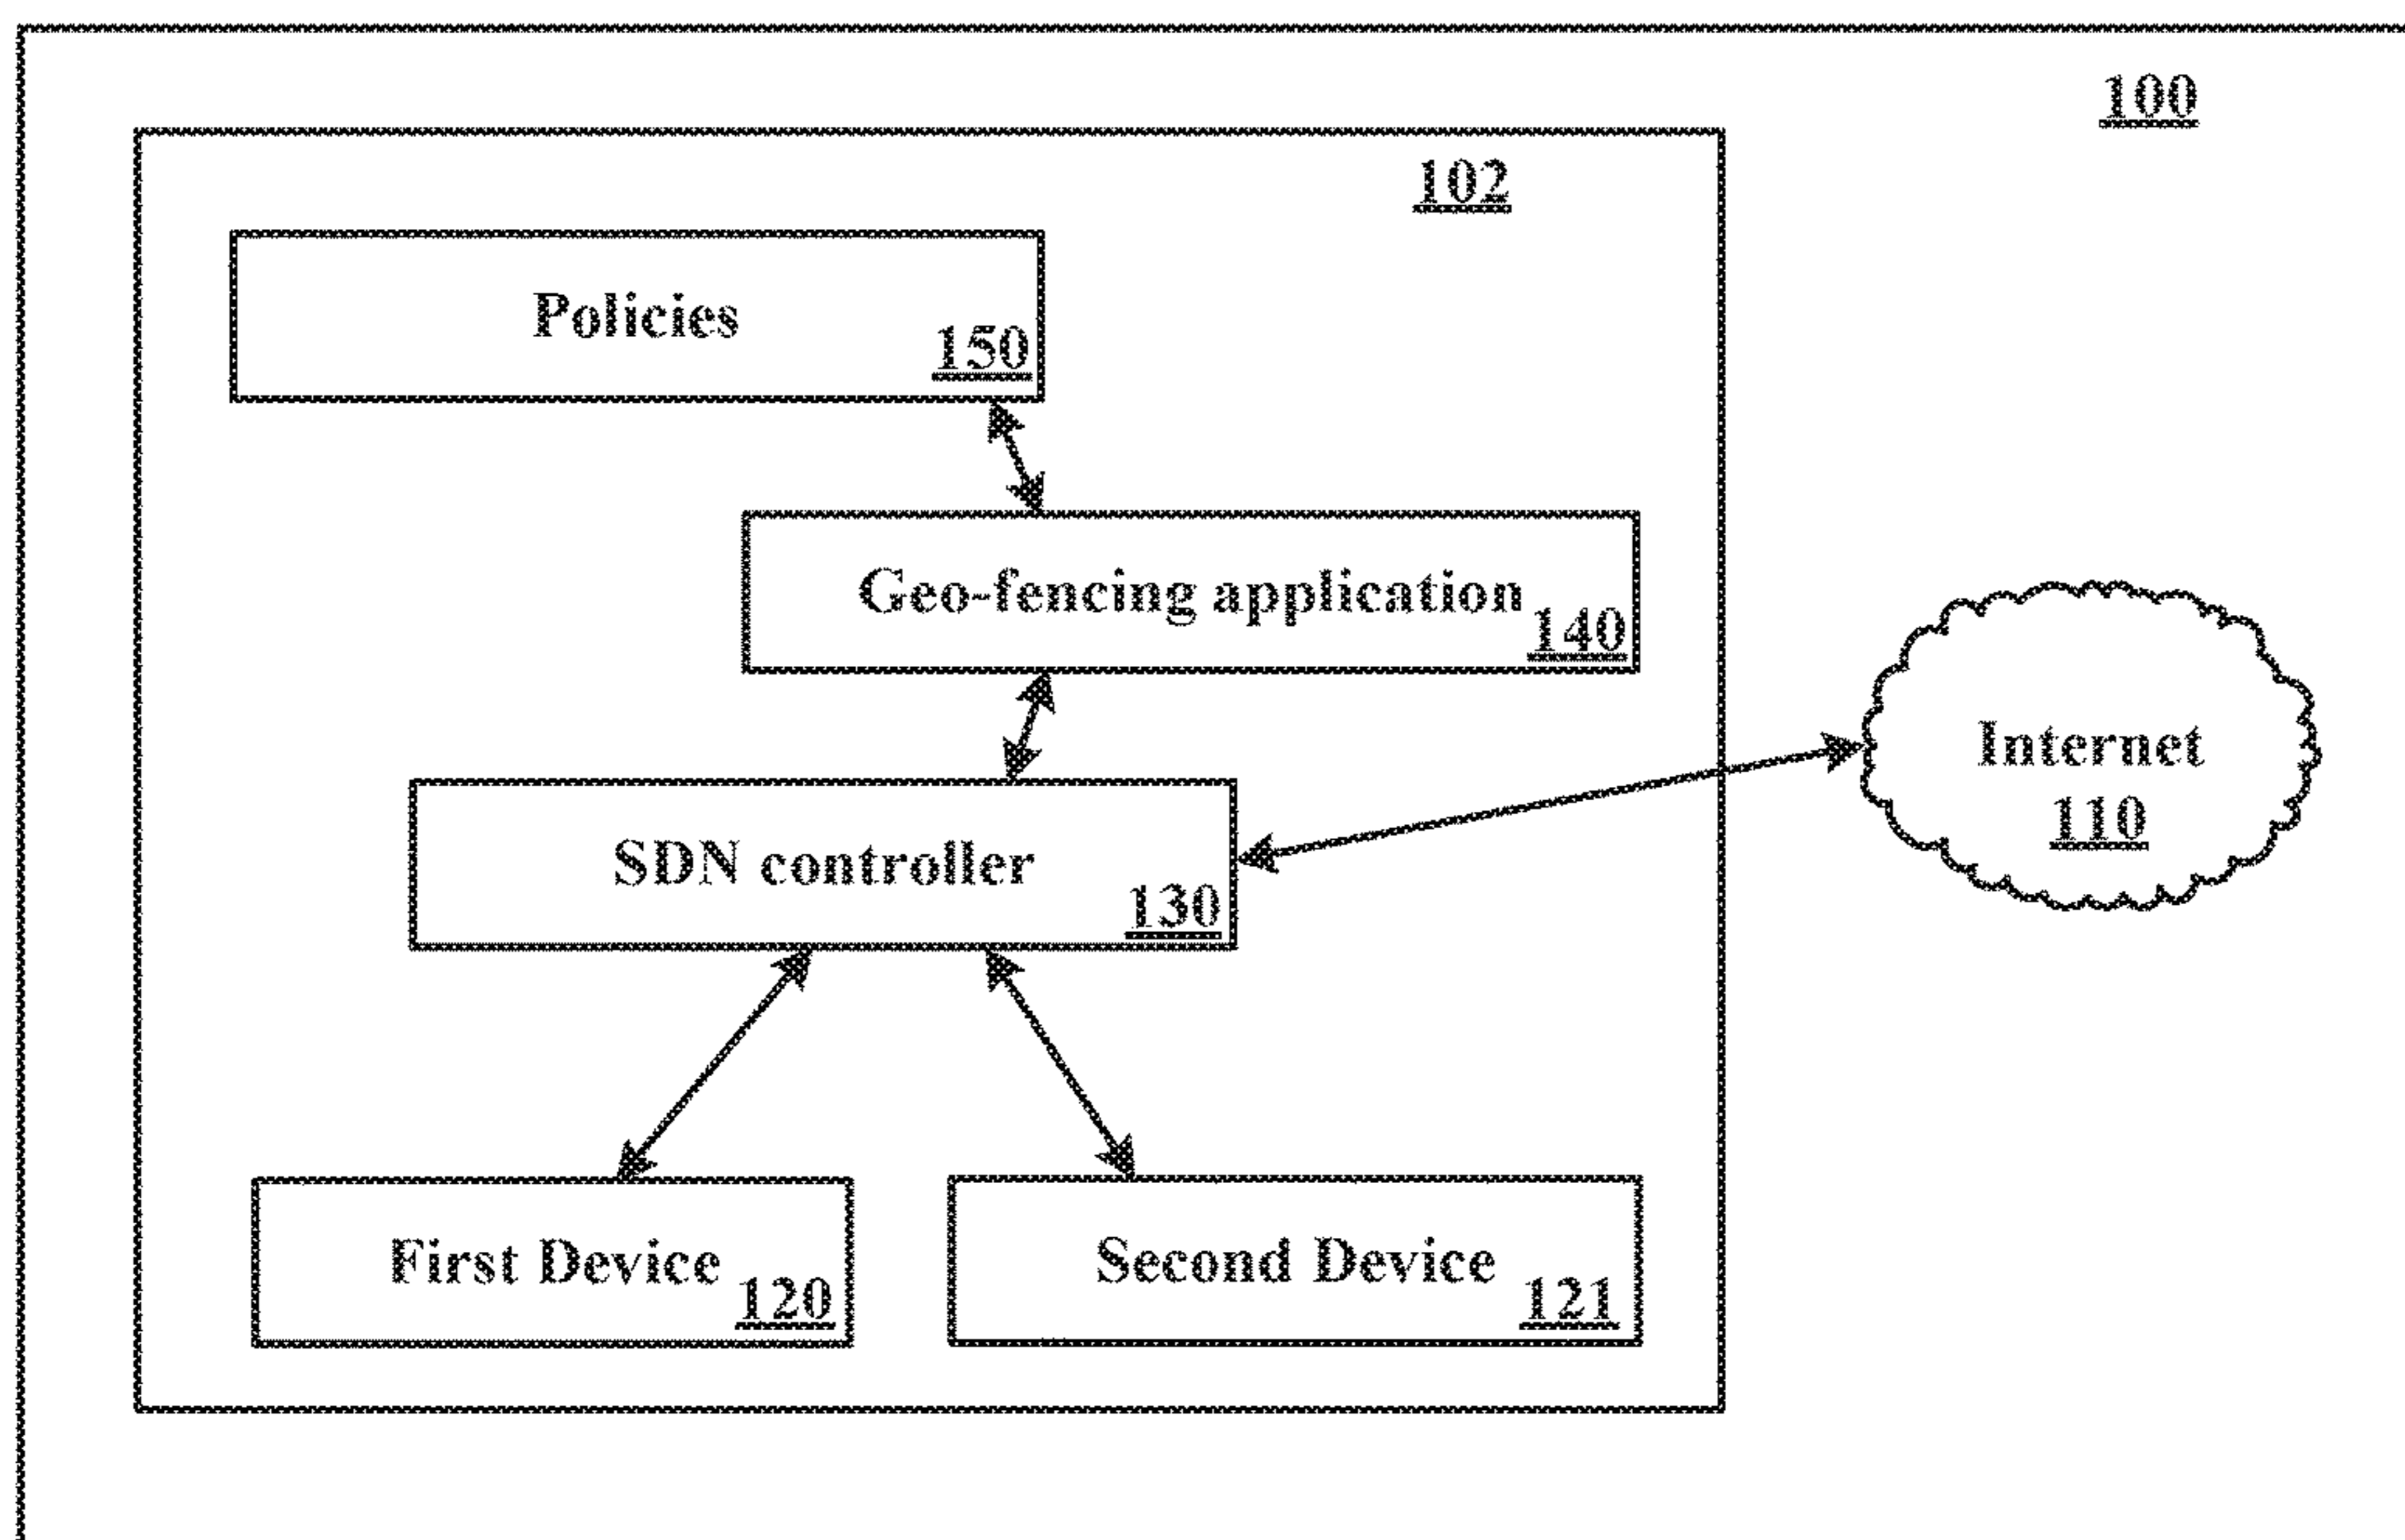 100
102
Policies
150
Geo-fencing application
140
Internet
110
SDN controller
130
First Device
120
Second Device
121